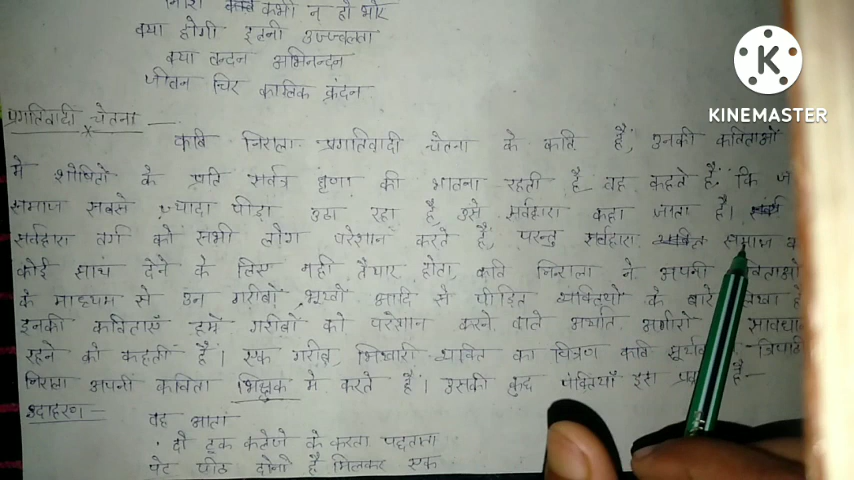 निशा कभी न हो भोर
क्या होगी इतनी उज्ज्वलता
क्या वन्दन अभिनन्दन
जीवन चिर कालिक क्रंदन
प्रगतिवादी चेतना —
कवि निराला प्रगतिवादी चेतना के कवि हैं, उनकी कविताओं
मे शोषितों के प्रति सर्वत्र घृणा की भावना रहती है वह कहते हैं, कि
समाज सबसे ज्यादा पीड़ा उठा रहा है उसे सर्वहारा कहा जाता है।
सर्वहारा वर्ग को सभी लोग परेशान करते हैं, परन्तु सर्वहारा समाज
कोई साथ देने के लिए नही तैयार होता, कवि निराला ने अपनी
के माध्यम से उन गरीबों, भूखों आदि से पीड़ित व्यक्तियो के बारे
इनकी कविताएँ हमें गरीबों को परेशान करने वाले अर्थात अमीरो सावधान
रहने को कहती हैं। एक गरीब, भिखारी व्यक्ति का चित्रण कवि त्रिपाठी
निराला अपनी कविता भिक्षुक मे करते हैं। उसकी कुछ पंक्तियाँ इस है—
उदाहरण:—
वह आता
दो टूक कलेजे के करता पछताता
पेट पीठ दोनो है मिलकर एक
KINEMASTER